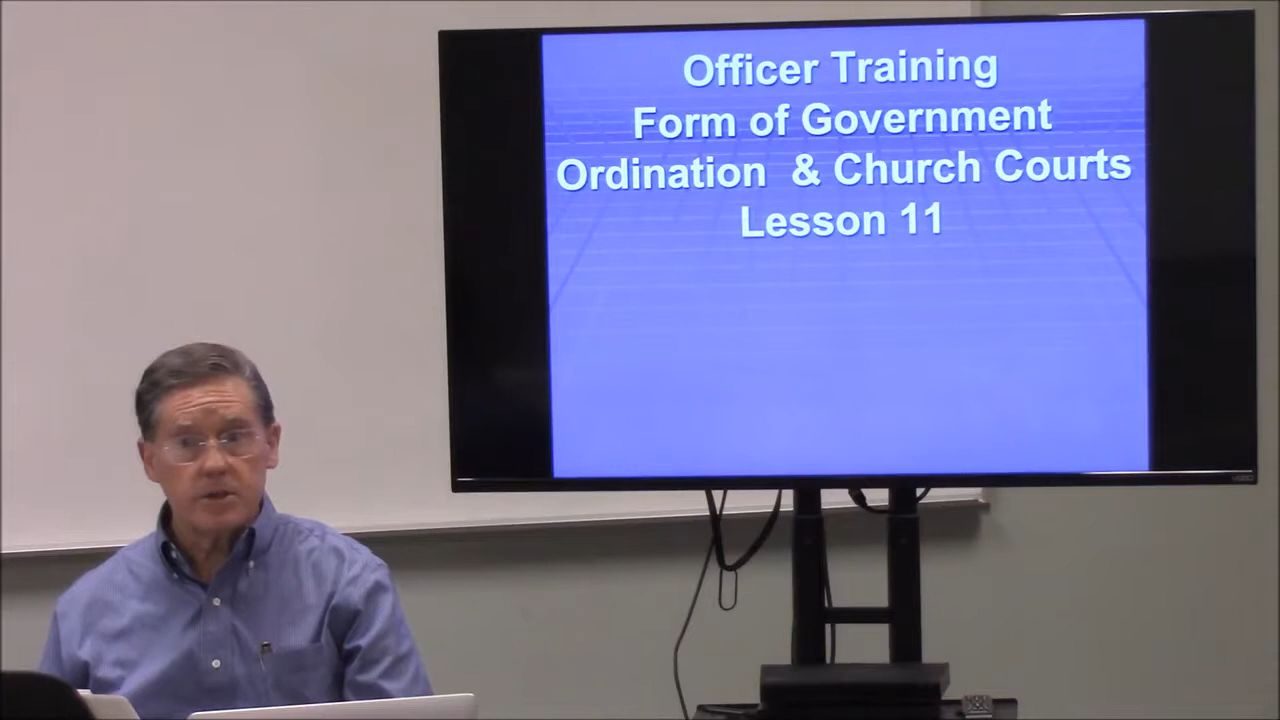 Officer Training
Form of Government
Ordination & Church Courts
Lesson 11